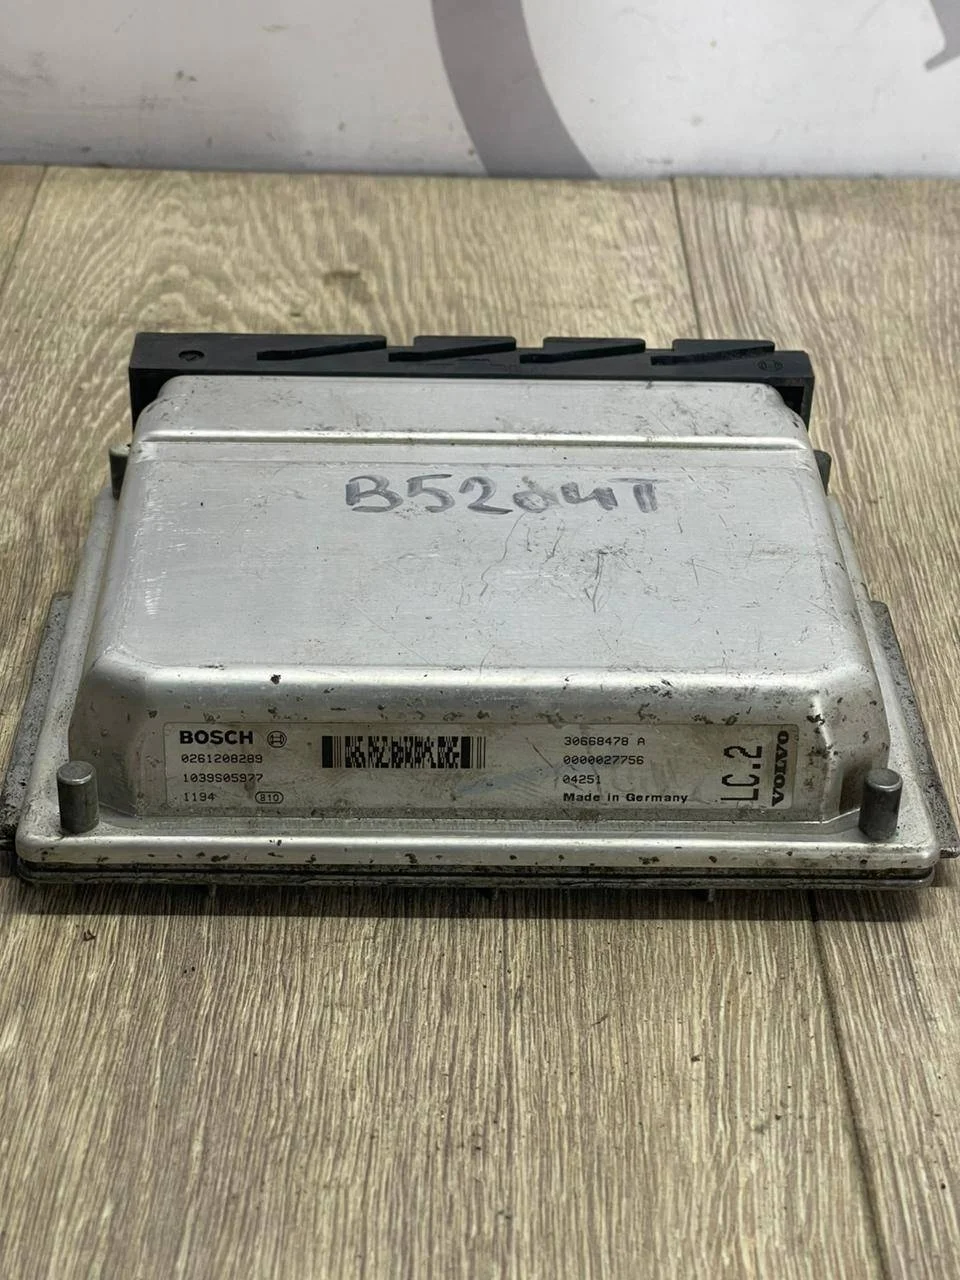 B5204T
BOSCH
0261208289
1039S05977
1194 810
30668478 A
0000027756
04251
Made in Germany
LC.2
VOLVO